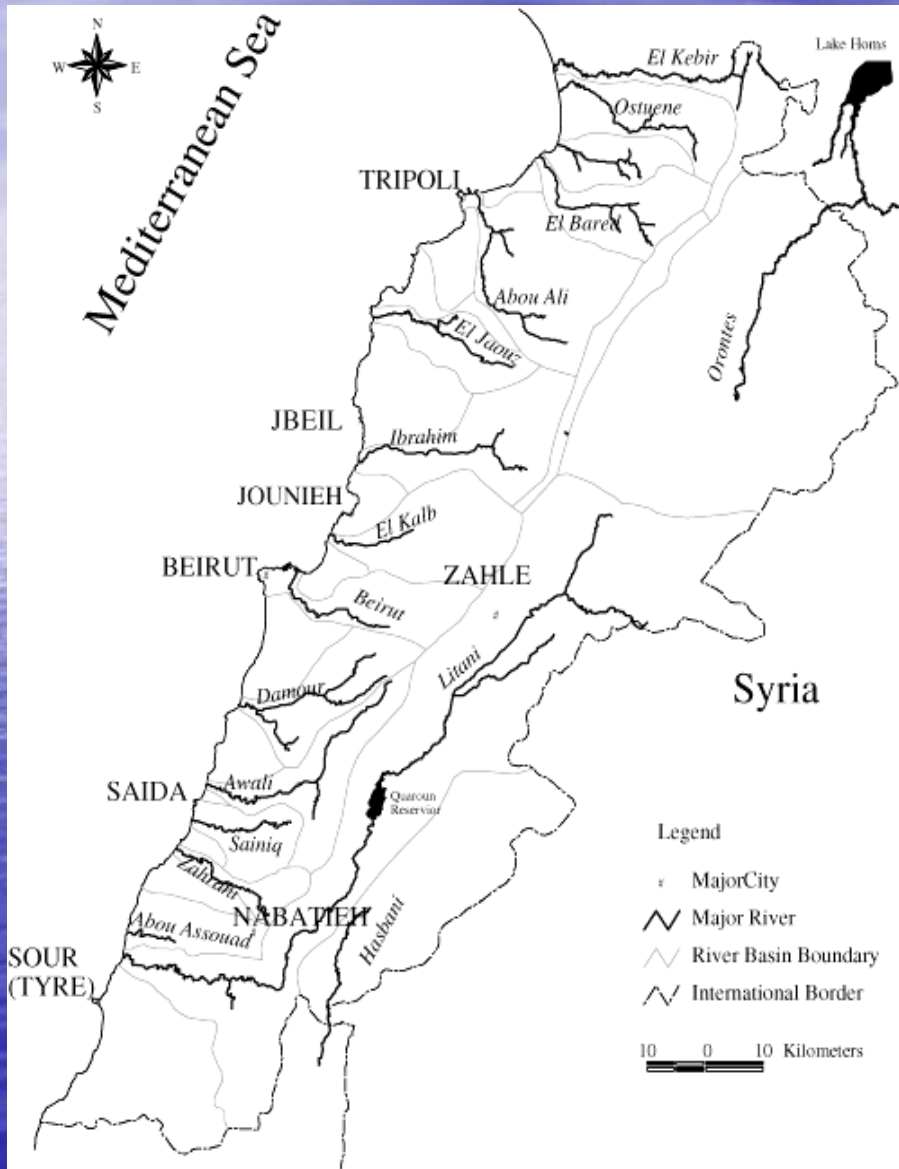 N
W E
S
Mediterranean Sea
Lake Homs
El Kebir
Ostuene
TRIPOLI
El Bared
Abou Ali
El Jaouz
Orontes
JBEIL
Ibrahim
JOUNIEH
El Kalb
BEIRUT
ZAHLE
Beirut
Litani
Syria
Damour
SAIDA
Awali
Quaroun
Reservior
Sainiq
Zahrani
NABATIEH
Abou Assouad
Hasbani
SOUR
(TYRE)
Legend
MajorCity
Major River
River Basin Boundary
International Border
10 0 10 Kilometers